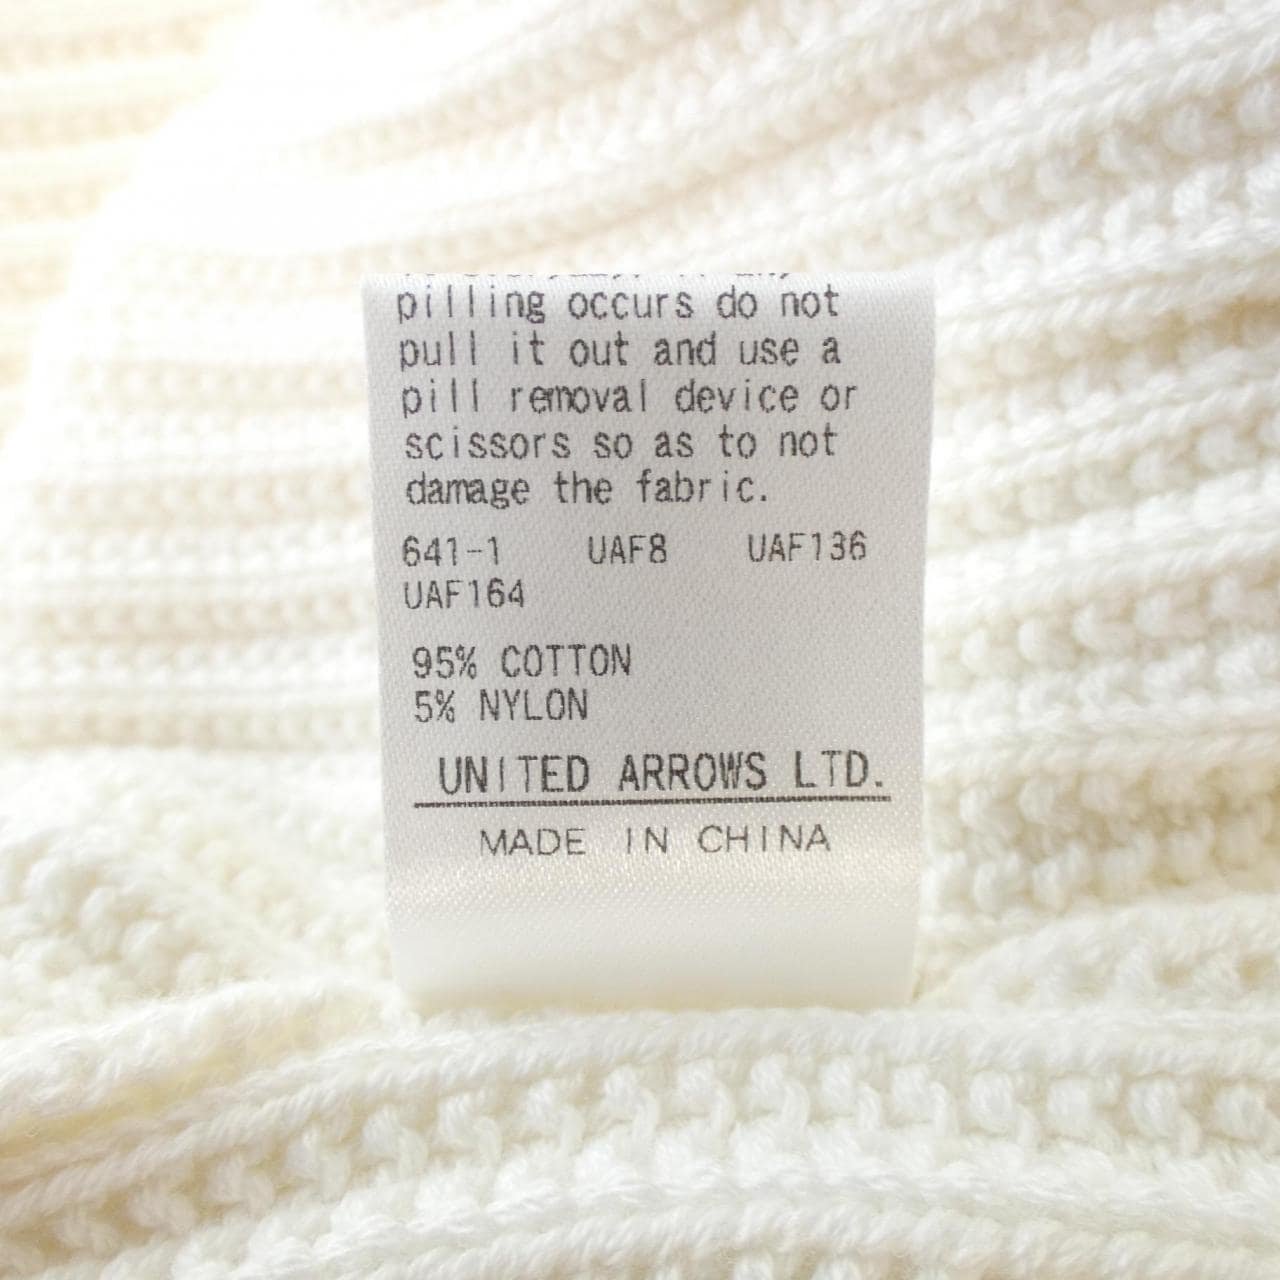 pilling occurs do not
pull it out and use a
pill removal device or
scissors so as to not
damage the fabric.
641-1 UAF8 UAF136
UAF164
95% COTTON
5% NYLON
UNITED ARROWS LTD.
MADE IN CHINA